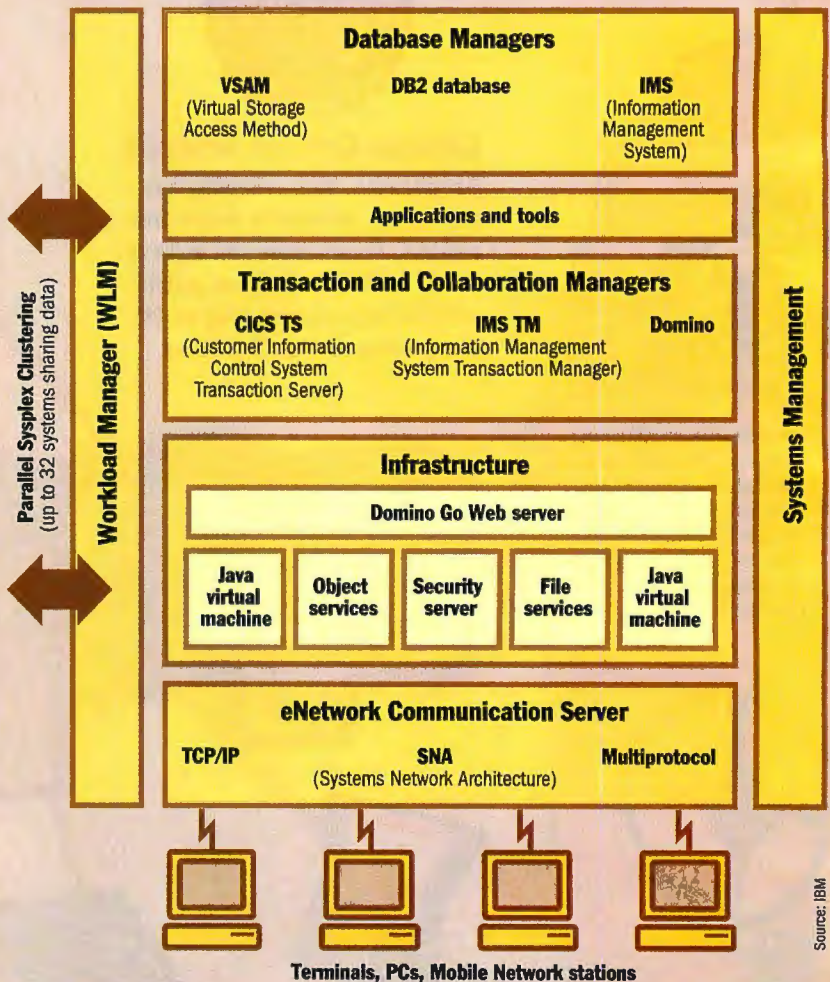 Database Managers
VSAM
(Virtual Storage
Access Method)
DB2 database
IMS
(Information
Management
System)
Applications and tools
Transaction and Collaboration Managers
CICS TS
(Customer Information
Control System
Transaction Server)
IMS TM
(Information Management
System Transaction Manager)
Domino
Infrastructure
Domino Go Web server
Java
virtual
machine
Object
services
Security
server
File
services
Java
virtual
machine
eNetwork Communication Server
TCP/IP
SNA
(Systems Network Architecture)
Multiprotocol
Parallel Sysplex Clustering
(up to 32 systems sharing data)
Workload Manager (WLM)
Systems Management
Terminals, PCs, Mobile Network stations
Source: IBM